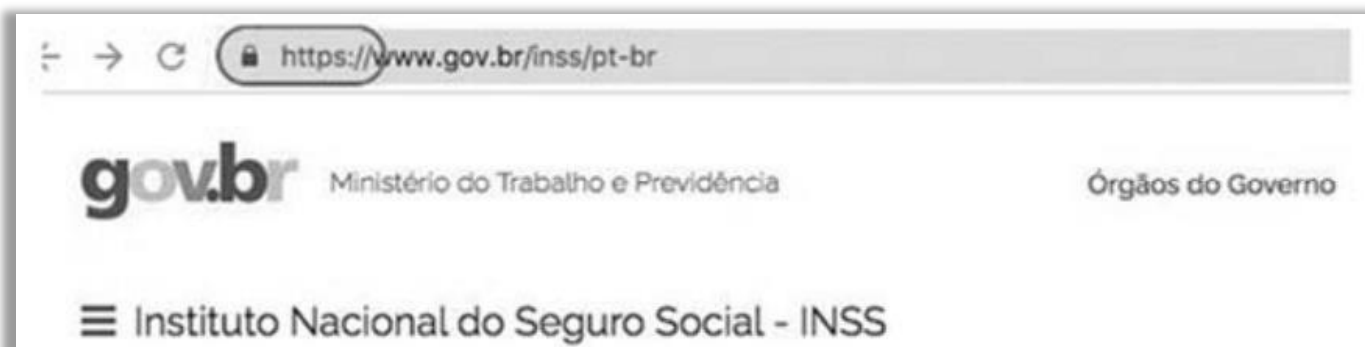 https://www.gov.br/inss/pt-br
gov.br Ministério do Trabalho e Previdência Órgãos do Governo
Instituto Nacional do Seguro Social - INSS